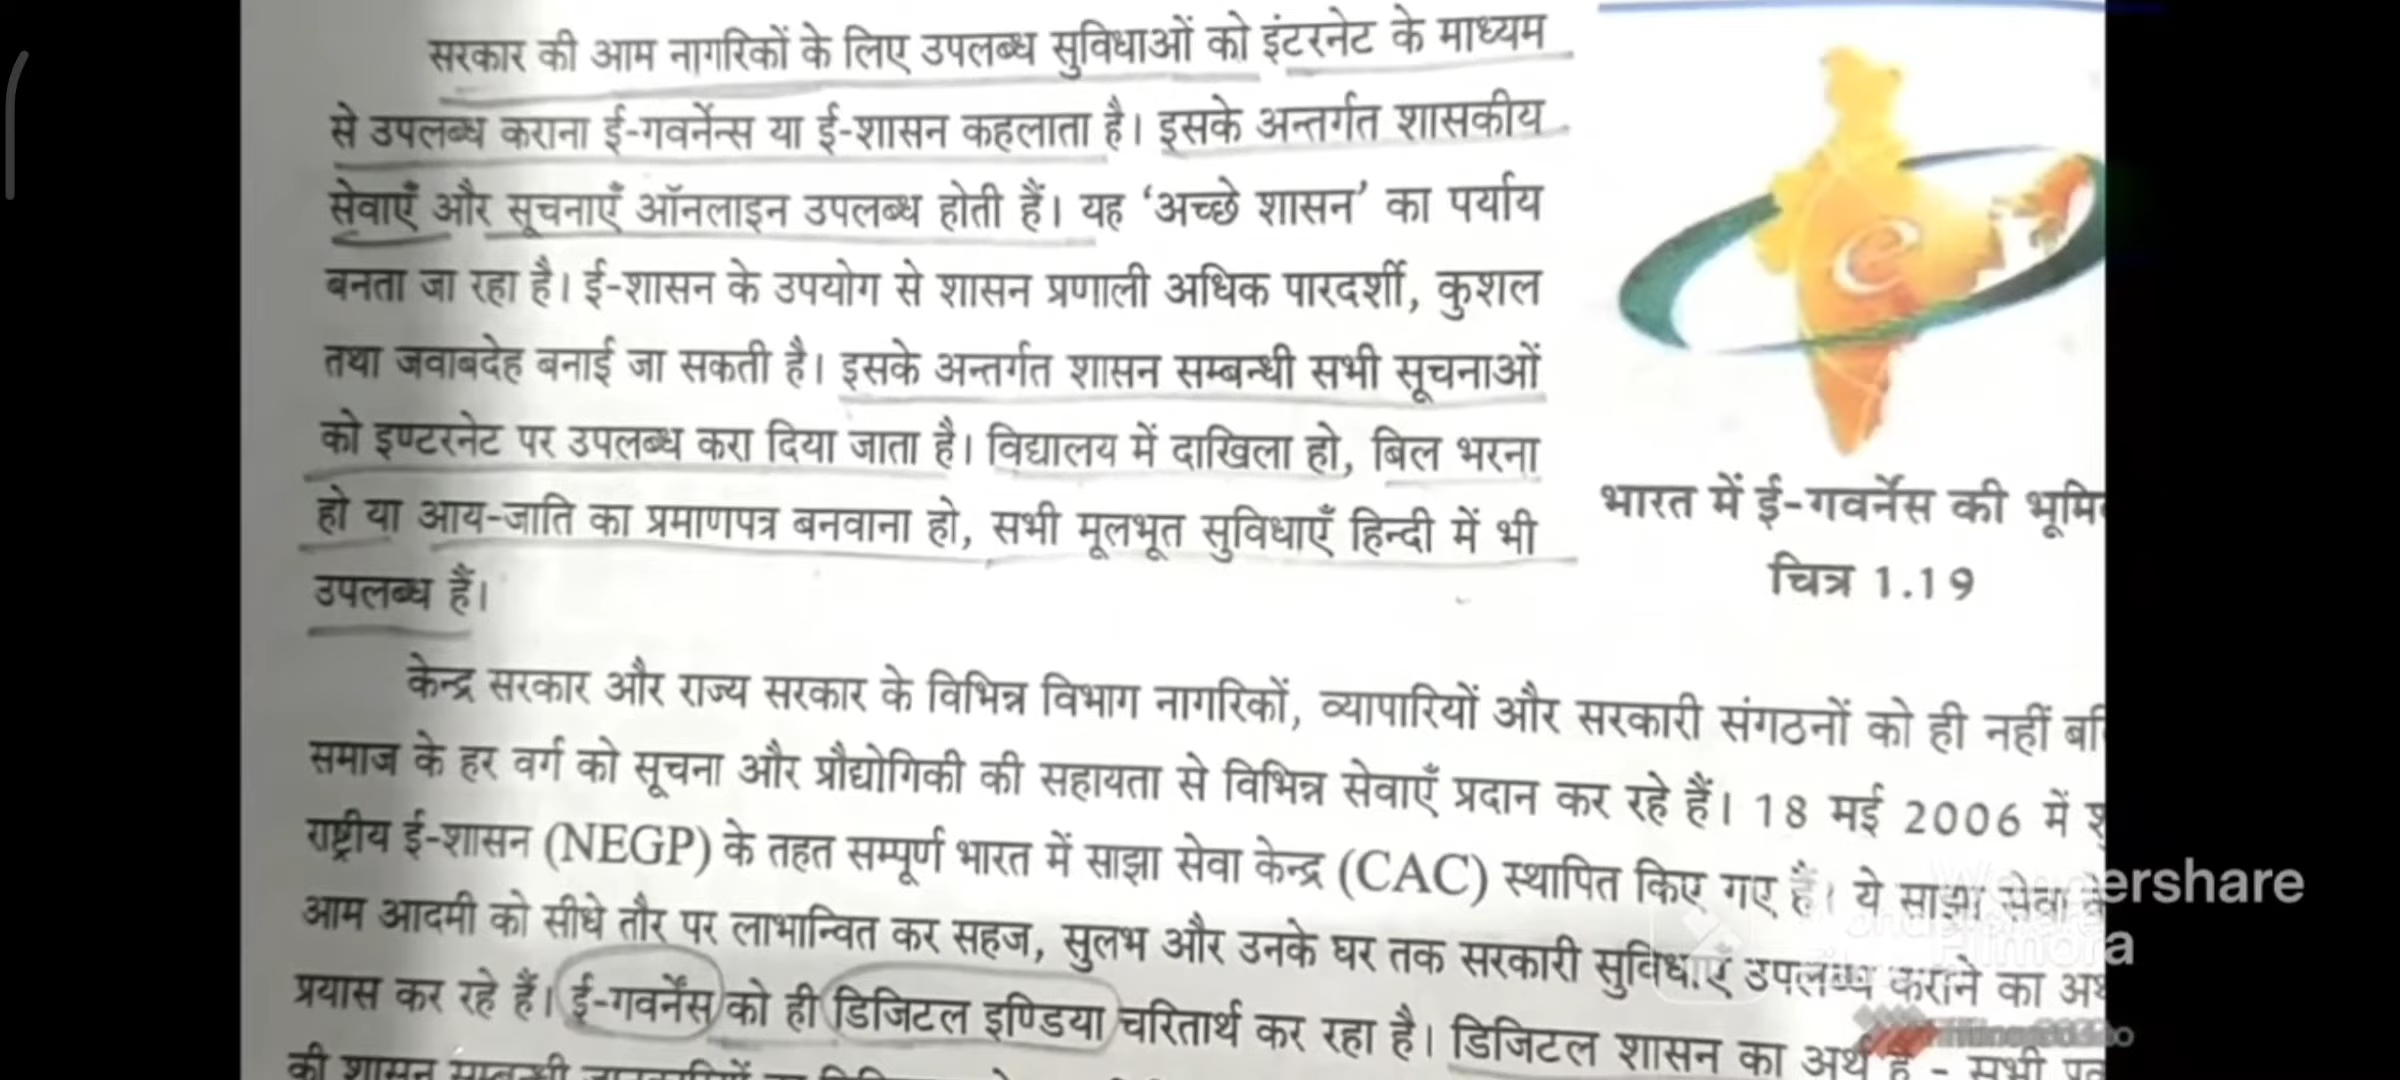 सरकार की आम नागरिकों के लिए उपलब्ध सुविधाओं को इंटरनेट के माध्यम
से उपलब्ध कराना ई-गवर्नेन्स या ई-शासन कहलाता है। इसके अन्तर्गत शासकीय
सेवाएँ और सूचनाएँ ऑनलाइन उपलब्ध होती हैं। यह ‘अच्छे शासन’ का पर्याय
बनता जा रहा है। ई-शासन के उपयोग से शासन प्रणाली अधिक पारदर्शी, कुशल
तथा जवाबदेह बनाई जा सकती है। इसके अन्तर्गत शासन सम्बन्धी सभी सूचनाओं
को इण्टरनेट पर उपलब्ध करा दिया जाता है। विद्यालय में दाखिला हो, बिल भरना
हो या आय-जाति का प्रमाणपत्र बनवाना हो, सभी मूलभूत सुविधाएँ हिन्दी में भी
उपलब्ध हैं।
e
भारत में ई-गवर्नेंस की
चित्र 1.19
केन्द्र सरकार और राज्य सरकार के विभिन्न विभाग नागरिकों, व्यापारियों और सरकारी संगठनों को ही नहीं
समाज के हर वर्ग को सूचना और प्रौद्योगिकी की सहायता से विभिन्न सेवाएँ प्रदान कर रहे हैं। 18 मई 2006 में
राष्ट्रीय ई-शासन (NEGP) के तहत सम्पूर्ण भारत में साझा सेवा केन्द्र (CAC) स्थापित किए गए हैं। ये साझा सेवा
आम आदमी को सीधे तौर पर लाभान्वित कर सहज, सुलभ और उनके घर तक सरकारी सुविधाएं उपलब्ध कराने का
प्रयास कर रहे हैं। ई-गवर्नेंस को ही डिजिटल इण्डिया चरितार्थ कर रहा है। डिजिटल शासन का अर्थ है - सभी
की शासन सम्बन्धी जानकारियों
Wondershare
Filmora